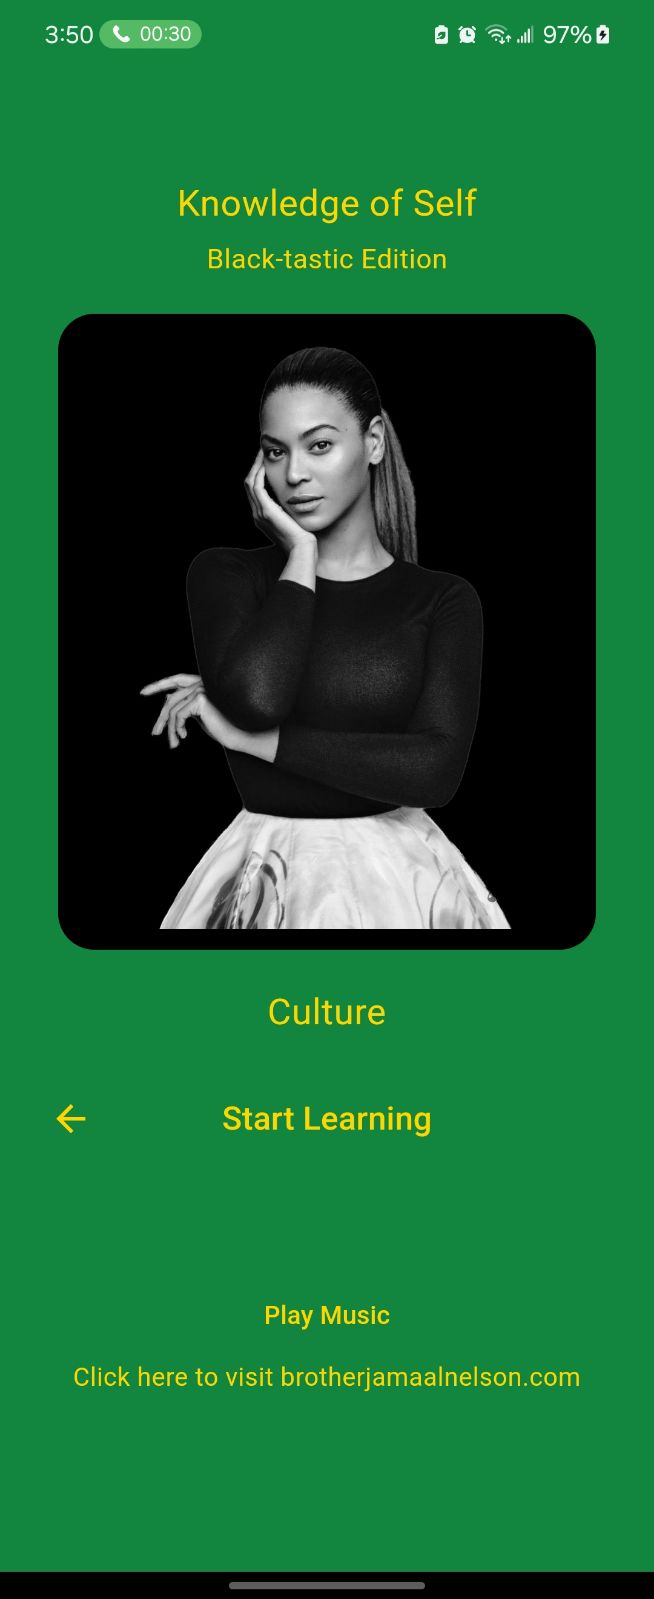 3:50 00:30 97%
Knowledge of Self
Black-tastic Edition
Culture
Start Learning
Play Music
Click here to visit brotherjamaalnelson.com